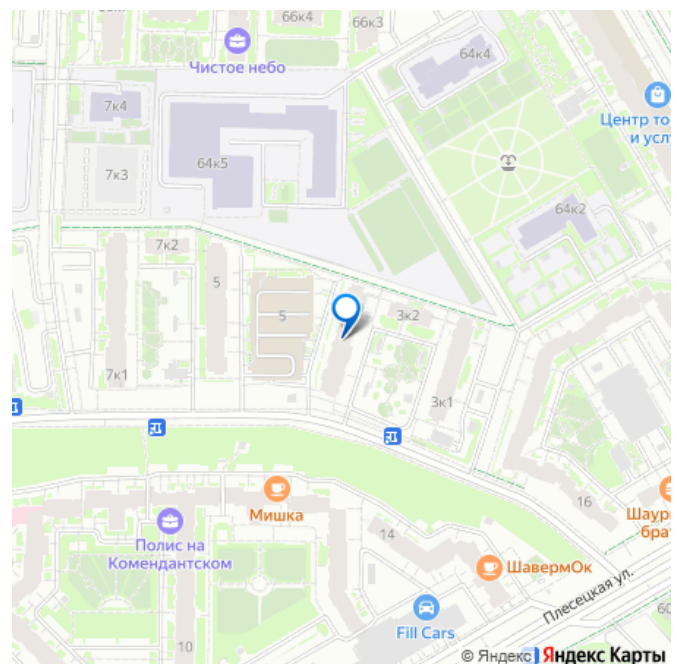 66к4
66к3
Чистое небо
64к4
7к4
Центр то
и усл
64к5
7к3
64к2
7к2
5
5
3к2
7к1
3к1
Мишка
16
Шаур
брат
Полис на
Комендантском
14
ШавермОк
Плесецкая ул.
60
Fill Cars
10
© Яндекс Яндекс Карты